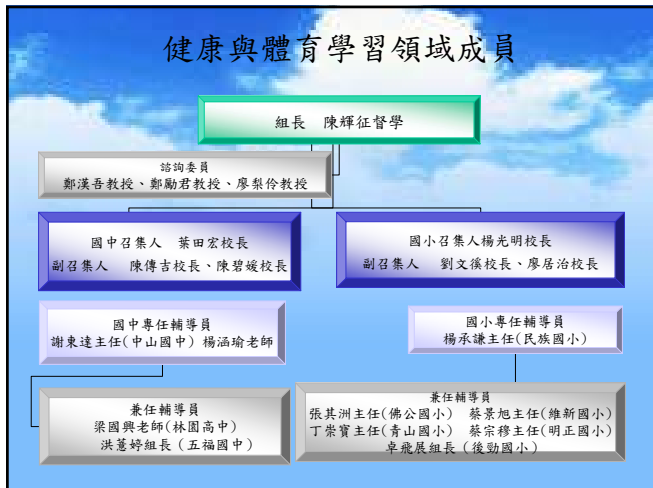 健康與體育學習領域成員
組長　陳輝征督學
諮詢委員
鄭漢吾教授、鄭勵君教授、廖梨伶教授
國中召集人　葉田宏校長
副召集人　陳傳吉校長、陳碧媛校長
國小召集人楊光明校長
副召集人　劉文徯校長、廖居治校長
國中專任輔導員
謝東達主任(中山國中) 楊涵瑜老師
國小專任輔導員
楊承謙主任(民族國小)
兼任輔導員
梁國興老師(林園高中)
洪蕙婷組長（五福國中）
兼任輔導員
張其洲主任(佛公國小)　蔡景旭主任(維新國小)
丁崇寶主任(青山國小)　蔡宗穆主任(明正國小)
卓飛展組長（後勁國小）